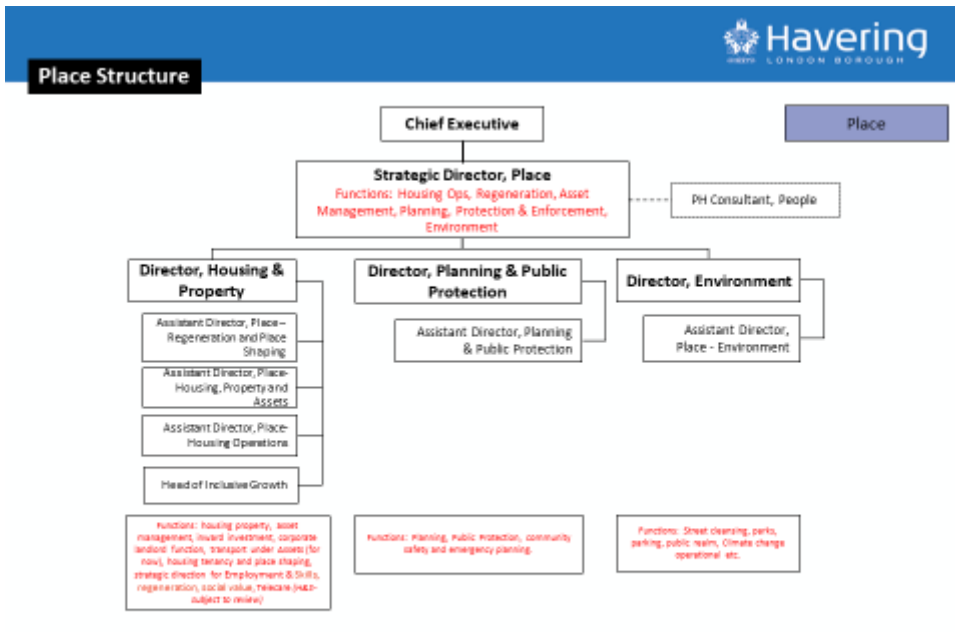 Havering
LONDON BOROUGH
Place Structure
Chief Executive
Place
Strategic Director, Place
Functions: Housing Ops, Regeneration, Asset
Management, Planning, Protection & Enforcement,
Environment
PH Consultant, People
Director, Housing &
Property
Director, Planning & Public
Protection
Director, Environment
Assistant Director, Place–
Regeneration and Place
Shaping
Assistant Director, Planning
& Public Protection
Assistant Director,
Place - Environment
Assistant Director, Place-
Housing, Property and
Assets
Assistant Director, Place-
Housing Operations
Head of Inclusive Growth
Functions: housing property, asset
management, inward investment, corporate
landlord function, transport under Assets (for
now), housing tenancy and place shaping,
strategic direction for Employment & Skills,
regeneration, social value, Telecare
subject to review)
Functions: Planning, Public Protection, community
safety and emergency planning.
Functions: Street cleansing, parks,
parking, public realm, Climate change
operational etc.